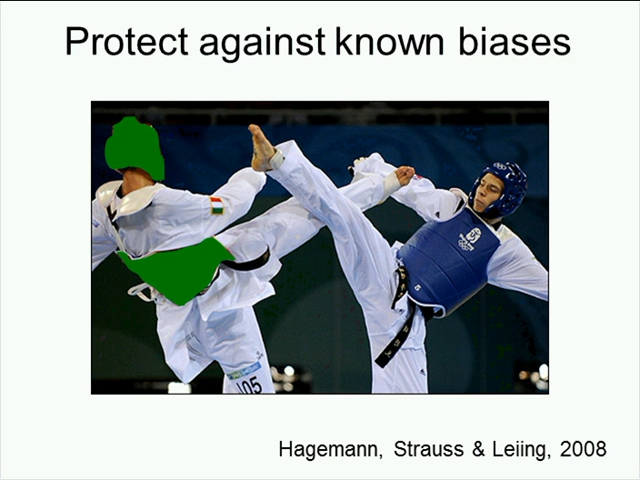 Protect against known biases
105
Hagemann, Strauss & Leiing, 2008